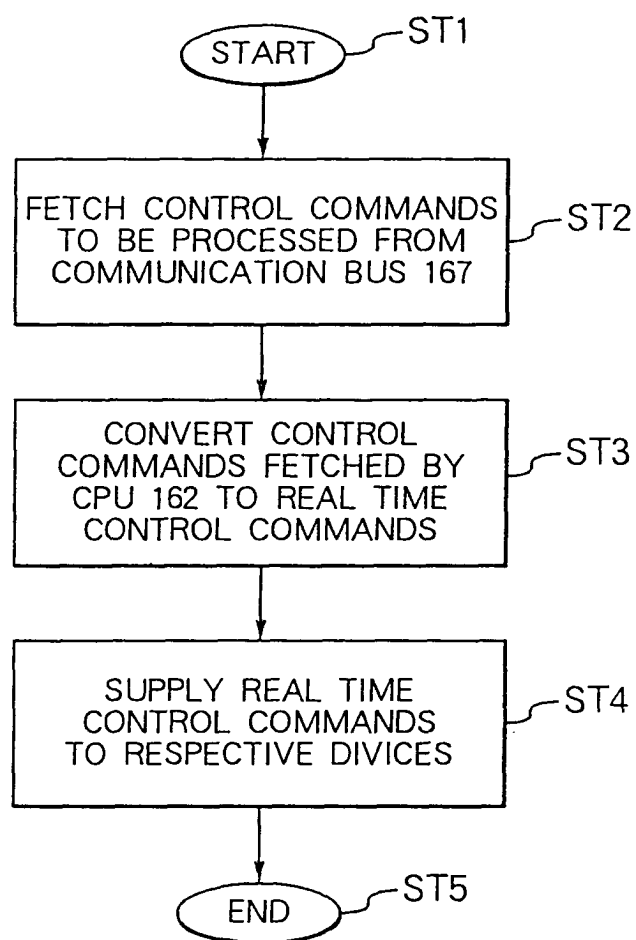 START
ST1
FETCH CONTROL COMMANDS
TO BE PROCESSED FROM
COMMUNICATION BUS 167
ST2
CONVERT CONTROL
COMMANDS FETCHED BY
CPU 162 TO REAL TIME
CONTROL COMMANDS
ST3
SUPPLY REAL TIME
CONTROL COMMANDS
TO RESPECTIVE DIVICES
ST4
END
ST5